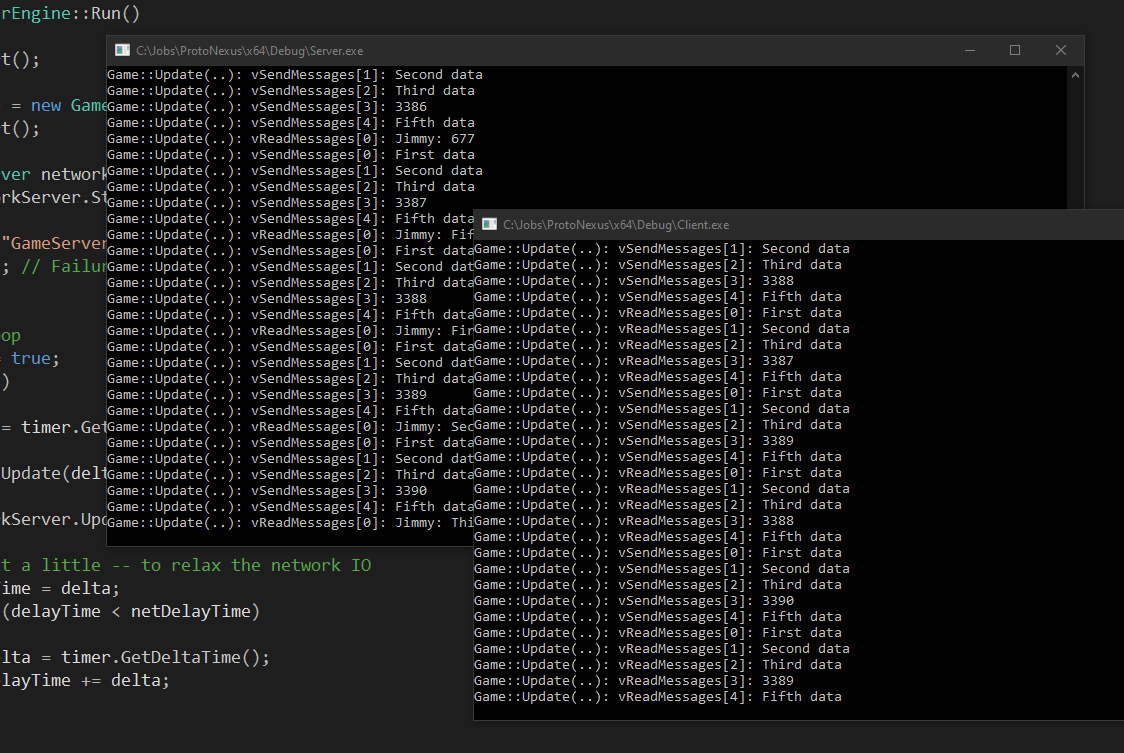 rEngine::Run()
t();
= new Game
t();
ver network
rkServer.St
"GameServer
; // Failur
op
= true;
)
= timer.Get
Update(delt
rkServer.Upd
t a little -- to relax the network IO
ime = delta;
(delayTime < netDelayTime)
lta = timer.GetDeltaTime();
layTime += delta;
C:\Jobs\ProtoNexus\x64\Debug\Server.exe
Game::Update(..): vSendMessages[1]: Second data
Game::Update(..): vSendMessages[2]: Third data
Game::Update(..): vSendMessages[3]: 3386
Game::Update(..): vSendMessages[4]: Fifth data
Game::Update(..): vReadMessages[0]: Jimmy: 677
Game::Update(..): vSendMessages[0]: First data
Game::Update(..): vSendMessages[1]: Second data
Game::Update(..): vSendMessages[2]: Third data
Game::Update(..): vSendMessages[3]: 3387
Game::Update(..): vSendMessages[4]: Fifth data
Game::Update(..): vReadMessages[0]: Jimmy: Fif
Game::Update(..): vSendMessages[0]: First data
Game::Update(..): vSendMessages[1]: Second dat
Game::Update(..): vSendMessages[2]: Third data
Game::Update(..): vSendMessages[3]: 3388
Game::Update(..): vSendMessages[4]: Fifth data
Game::Update(..): vReadMessages[0]: Jimmy: Fir
Game::Update(..): vSendMessages[0]: First data
Game::Update(..): vSendMessages[1]: Second dat
Game::Update(..): vSendMessages[2]: Third data
Game::Update(..): vSendMessages[3]: 3389
Game::Update(..): vSendMessages[4]: Fifth data
Game::Update(..): vReadMessages[0]: Jimmy: Sec
Game::Update(..): vSendMessages[0]: First data
Game::Update(..): vSendMessages[1]: Second dat
Game::Update(..): vSendMessages[2]: Third data
Game::Update(..): vSendMessages[3]: 3390
Game::Update(..): vSendMessages[4]: Fifth data
Game::Update(..): vReadMessages[0]: Jimmy: Thi
C:\Jobs\ProtoNexus\x64\Debug\Client.exe
Game::Update(..): vSendMessages[1]: Second data
Game::Update(..): vSendMessages[2]: Third data
Game::Update(..): vSendMessages[3]: 3388
Game::Update(..): vSendMessages[4]: Fifth data
Game::Update(..): vReadMessages[0]: First data
Game::Update(..): vReadMessages[1]: Second data
Game::Update(..): vReadMessages[2]: Third data
Game::Update(..): vReadMessages[3]: 3387
Game::Update(..): vReadMessages[4]: Fifth data
Game::Update(..): vSendMessages[0]: First data
Game::Update(..): vSendMessages[1]: Second data
Game::Update(..): vSendMessages[2]: Third data
Game::Update(..): vSendMessages[3]: 3389
Game::Update(..): vSendMessages[4]: Fifth data
Game::Update(..): vReadMessages[0]: First data
Game::Update(..): vReadMessages[1]: Second data
Game::Update(..): vReadMessages[2]: Third data
Game::Update(..): vReadMessages[3]: 3388
Game::Update(..): vReadMessages[4]: Fifth data
Game::Update(..): vSendMessages[0]: First data
Game::Update(..): vSendMessages[1]: Second data
Game::Update(..): vSendMessages[2]: Third data
Game::Update(..): vSendMessages[3]: 3390
Game::Update(..): vSendMessages[4]: Fifth data
Game::Update(..): vReadMessages[0]: First data
Game::Update(..): vReadMessages[1]: Second data
Game::Update(..): vReadMessages[2]: Third data
Game::Update(..): vReadMessages[3]: 3389
Game::Update(..): vReadMessages[4]: Fifth data